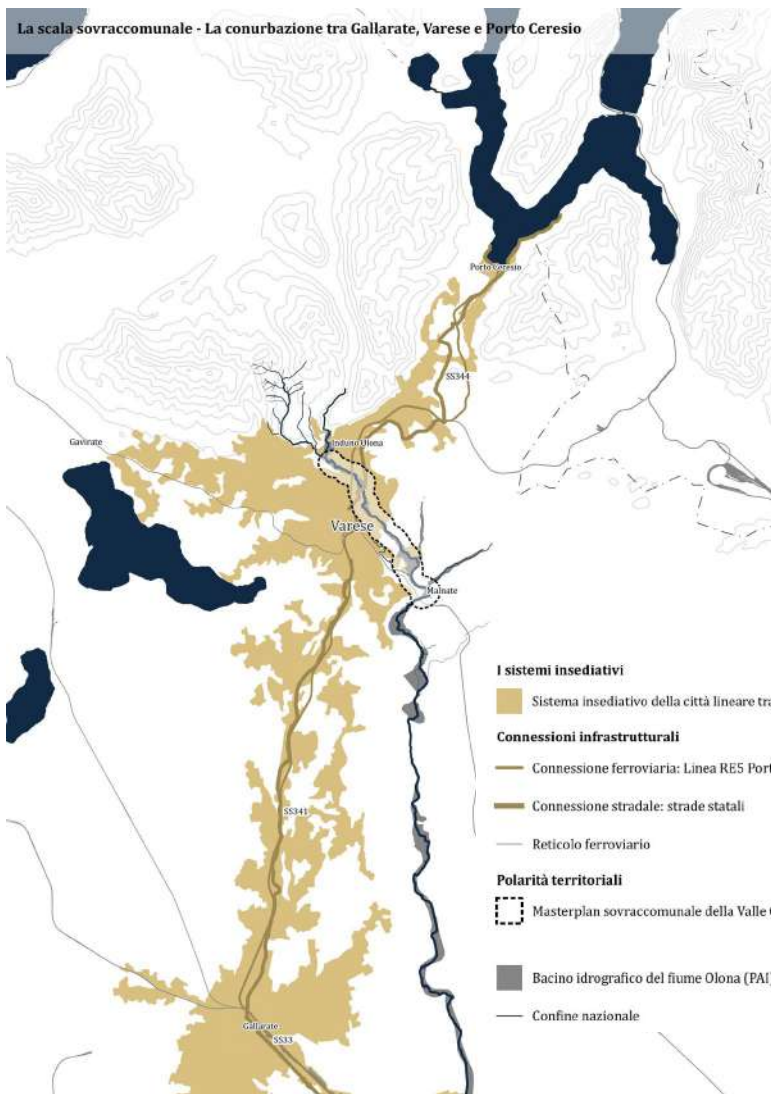 La scala sovraccomunale - La conurbazione tra Gallarate, Varese e Porto Ceresio
Porto Ceresio
SS344
Gavirate
Induno Olona
Varese
Malnate
I sistemi insediativi
Sistema insediativo della città lineare tra
Connessioni infrastrutturali
Connessione ferroviaria: Linea RE5 Port
Connessione stradale: strade statali
SS341
Reticolo ferroviario
Polarità territoriali
Masterplan sovraccomunale della Valle
Bacino idrografico del fiume Olona (PAI)
Confine nazionale
Gallarate
SS33